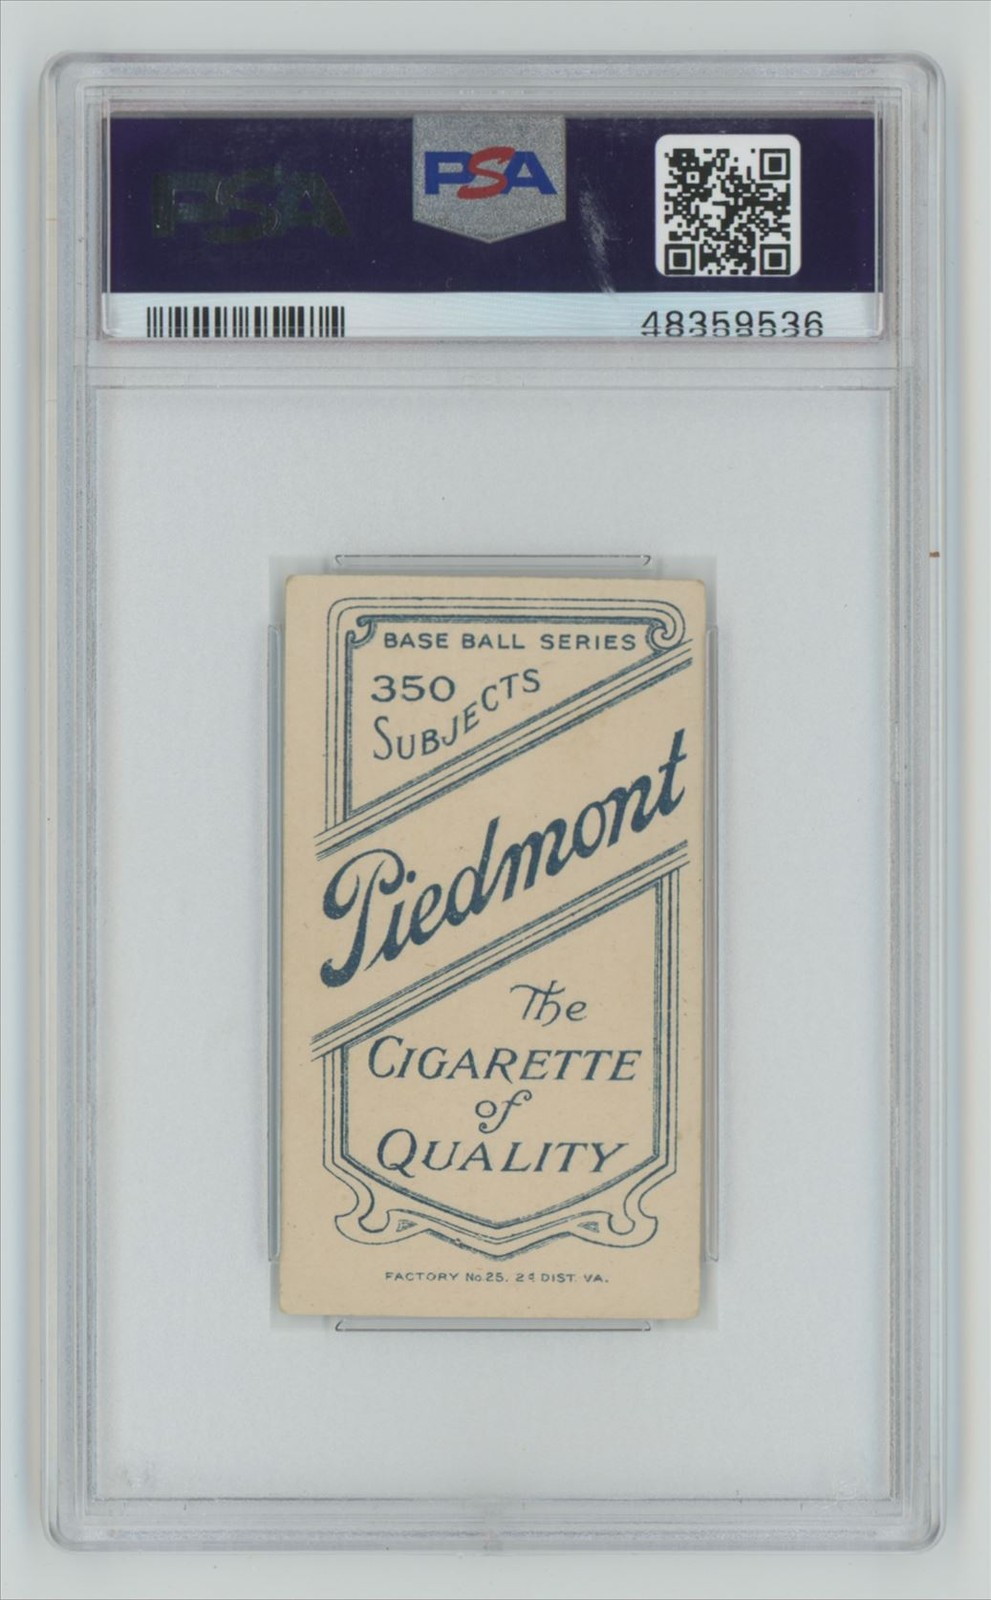 PSA
PSA
48359536
BASE BALL SERIES
350
SUBJECTS
Piedmont
The
CIGARETTE
of
QUALITY
FACTORY No.25. 2d DIST. VA.